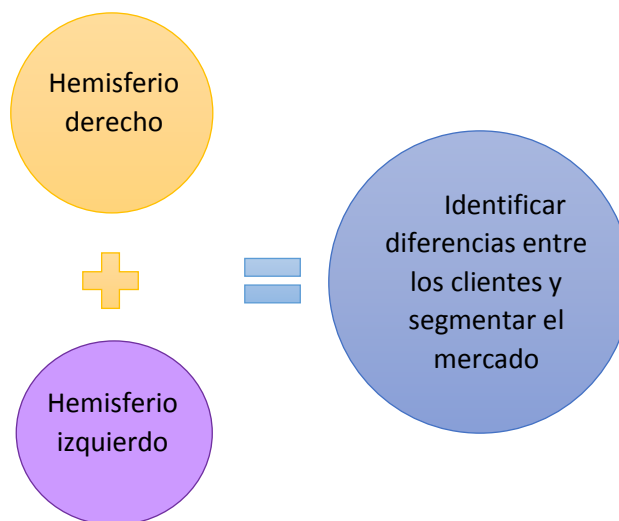 Hemisferio
derecho
Identificar
diferencias entre
los clientes y
segmentar el
mercado
Hemisferio
izquierdo